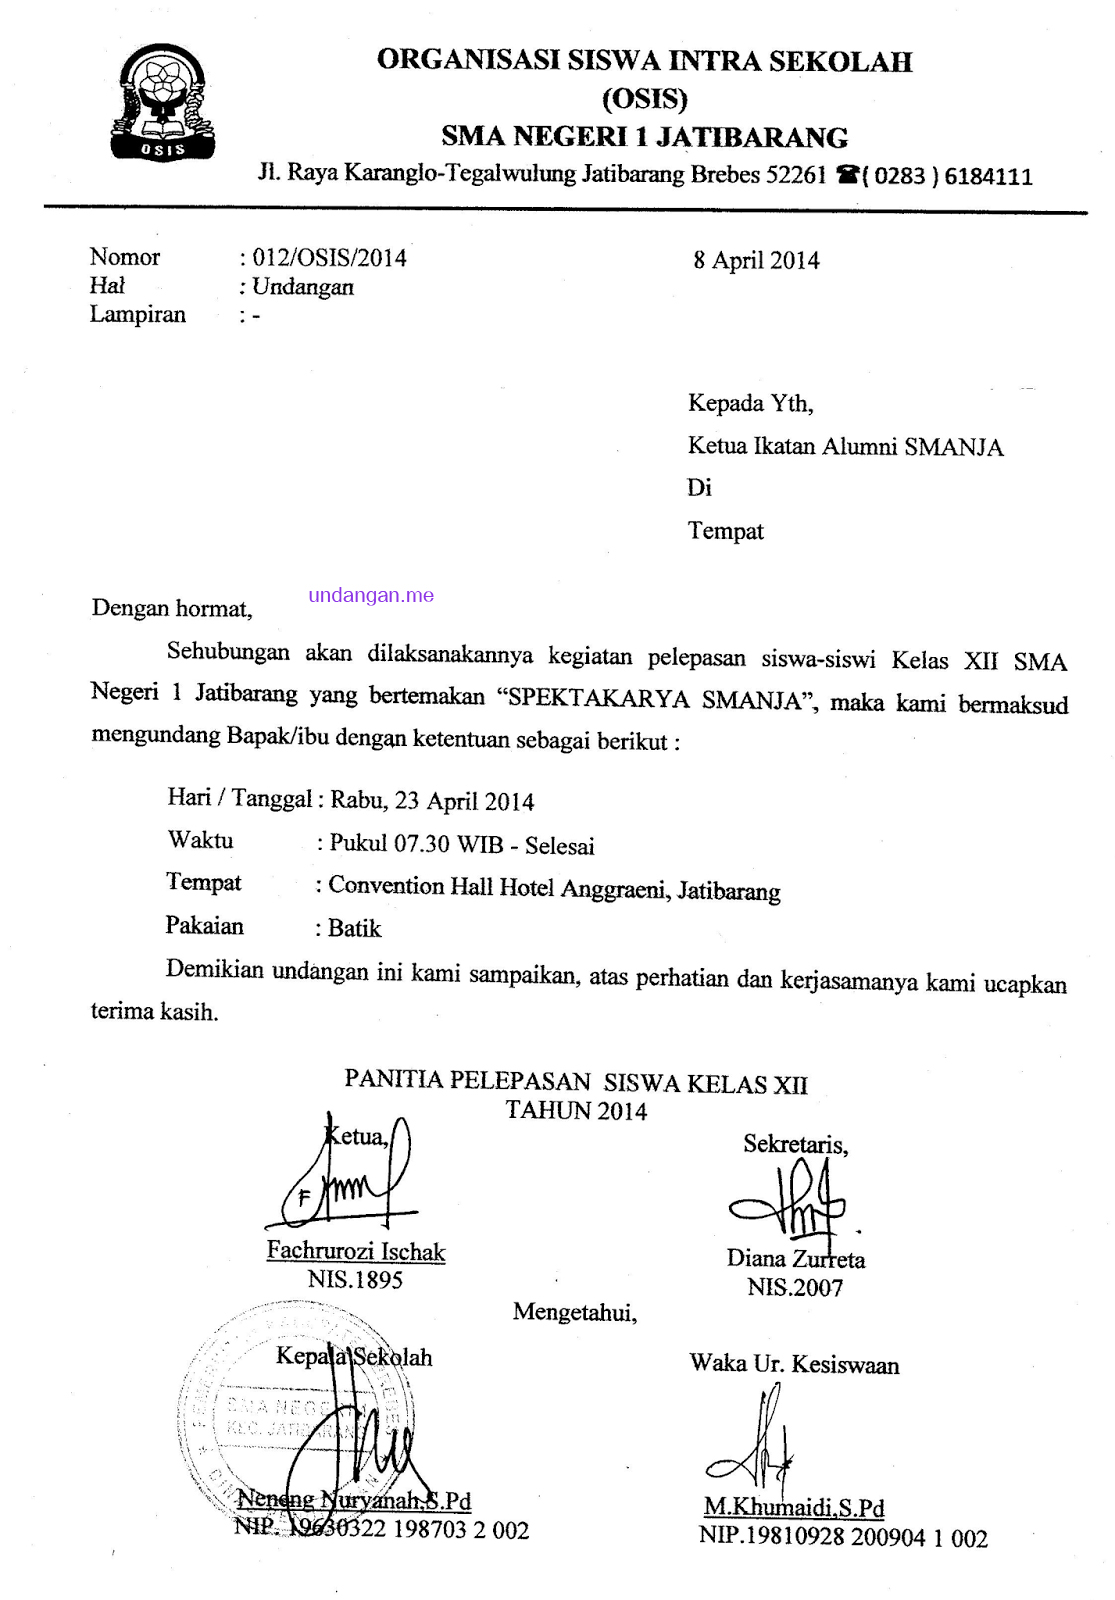 ORGANISASI SISWA INTRA SEKOLAH
(OSIS)
SMA NEGERI 1 JATIBARANG
Jl. Raya Karanglo-Tegalwulung Jatibarang Brebes 52261 ☎( 0283 ) 6184111
OSIS
Nomor : 012/OSIS/2014 8 April 2014
Hal : Undangan
Lampiran : -
Kepada Yth,
Ketua Ikatan Alumni SMANJA
Di
Tempat
undangan.me
Dengan hormat,
Sehubungan akan dilaksanakannya kegiatan pelepasan siswa-siswi Kelas XII SMA
Negeri 1 Jatibarang yang bertemakan “SPEKTAKARYA SMANJA”, maka kami bermaksud
mengundang Bapak/ibu dengan ketentuan sebagai berikut :
Hari / Tanggal : Rabu, 23 April 2014
Waktu : Pukul 07.30 WIB - Selesai
Tempat : Convention Hall Hotel Anggraeni, Jatibarang
Pakaian : Batik
Demikian undangan ini kami sampaikan, atas perhatian dan kerjasamanya kami ucapkan
terima kasih.
PANITIA PELEPASAN SISWA KELAS XII
TAHUN 2014
Ketua, Sekretaris,
Fachrurozi Ischak Diana Zurreta
NIS.1895 NIS.2007
Mengetahui,
Kepala Sekolah Waka Ur. Kesiswaan
SMA NEGERI
KEC. JATIBARANG
Neneng Nuryanah,S.Pd M.Khumaidi,S.Pd
NIP. 19630322 198703 2 002 NIP.19810928 200904 1 002